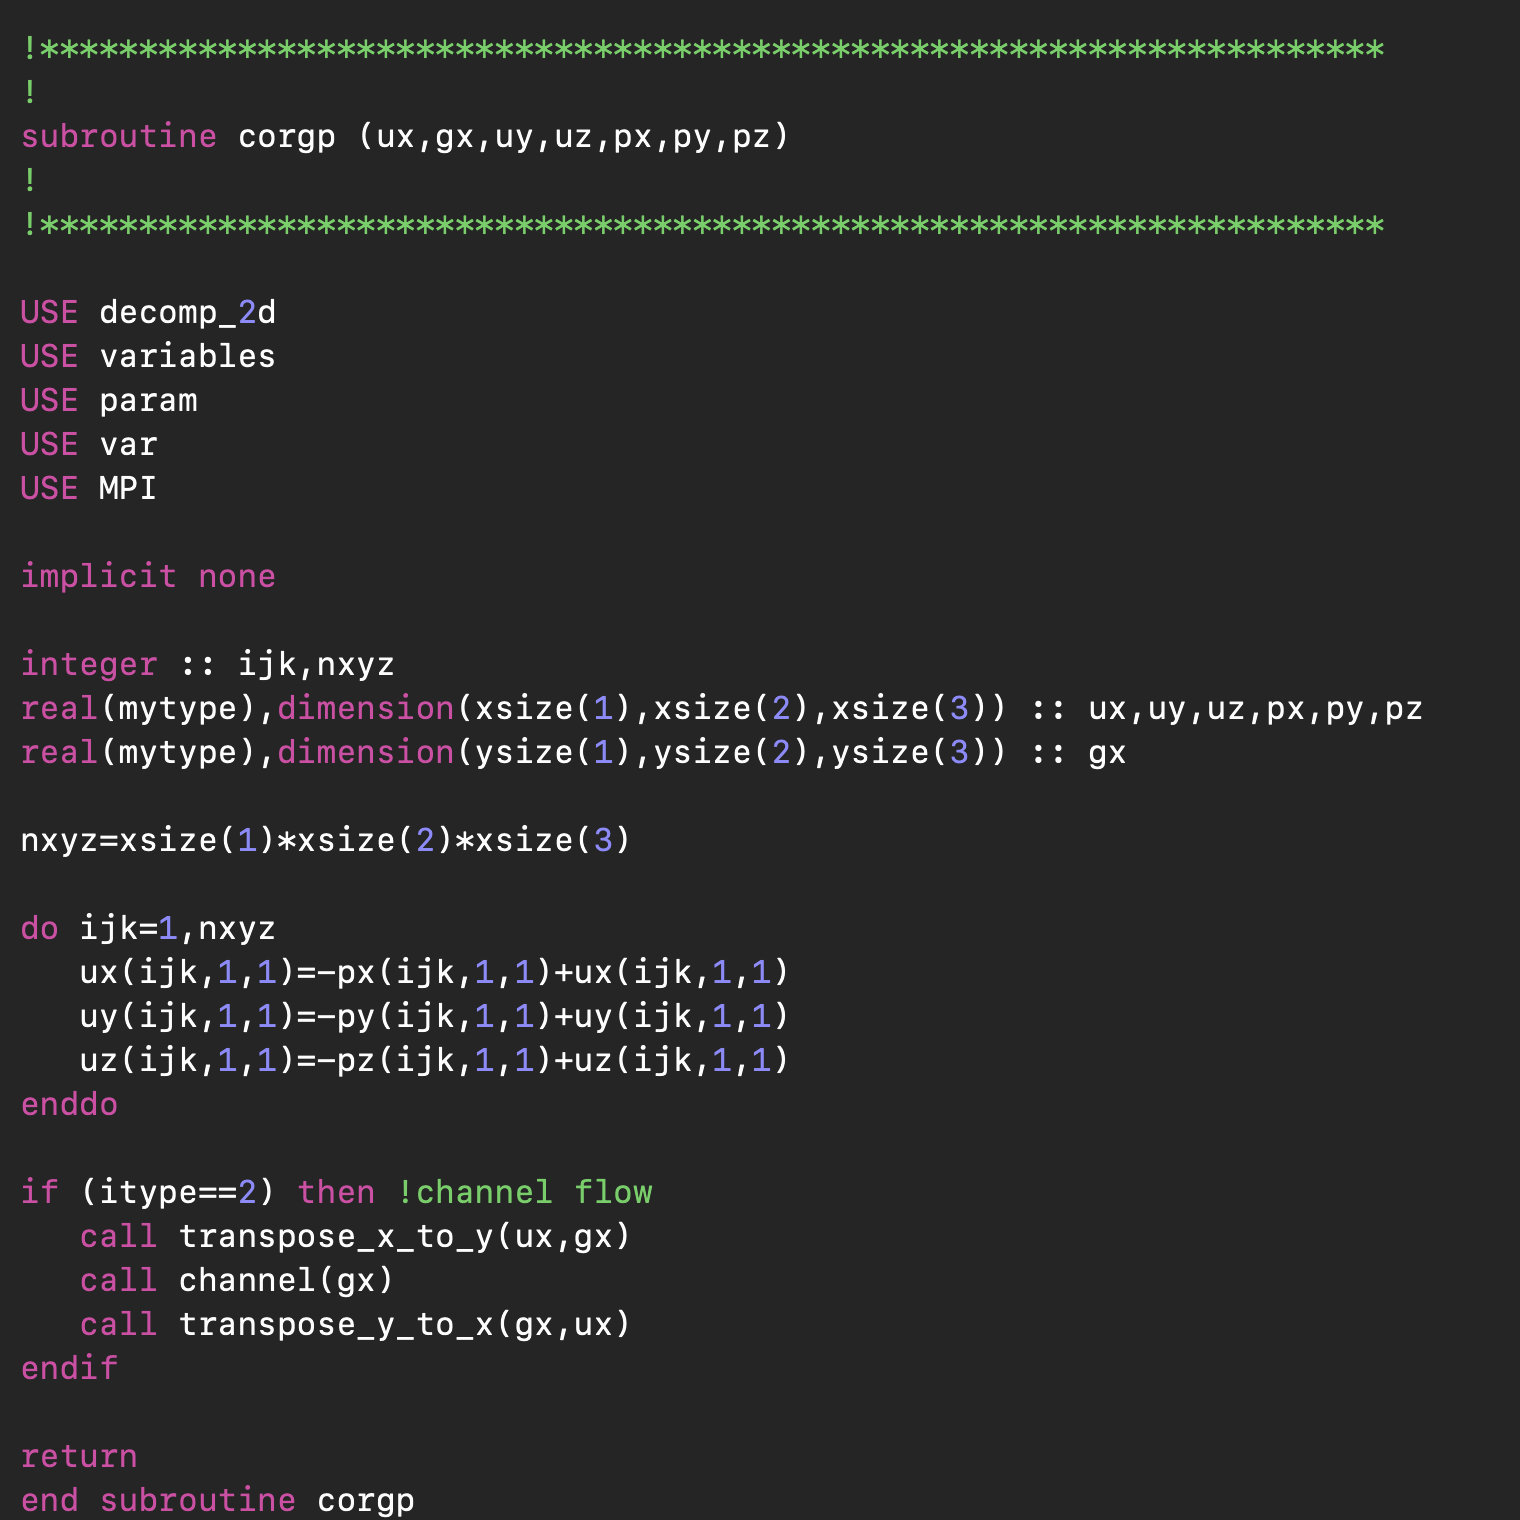 !********************************************************************
!
subroutine corgp (ux,gx,uy,uz,px,py,pz)
!
!********************************************************************
USE decomp_2d
USE variables
USE param
USE var
USE MPI
implicit none
integer :: ijk,nxyz
real(mytype),dimension(xsize(1),xsize(2),xsize(3)) :: ux,uy,uz,px,py,pz
real(mytype),dimension(ysize(1),ysize(2),ysize(3)) :: gx
nxyz=xsize(1)*xsize(2)*xsize(3)
do ijk=1,nxyz
   ux(ijk,1,1)=-px(ijk,1,1)+ux(ijk,1,1)
   uy(ijk,1,1)=-py(ijk,1,1)+uy(ijk,1,1)
   uz(ijk,1,1)=-pz(ijk,1,1)+uz(ijk,1,1)
enddo
if (itype==2) then !channel flow
   call transpose_x_to_y(ux,gx)
   call channel(gx)
   call transpose_y_to_x(gx,ux)
endif
return
end subroutine corgp